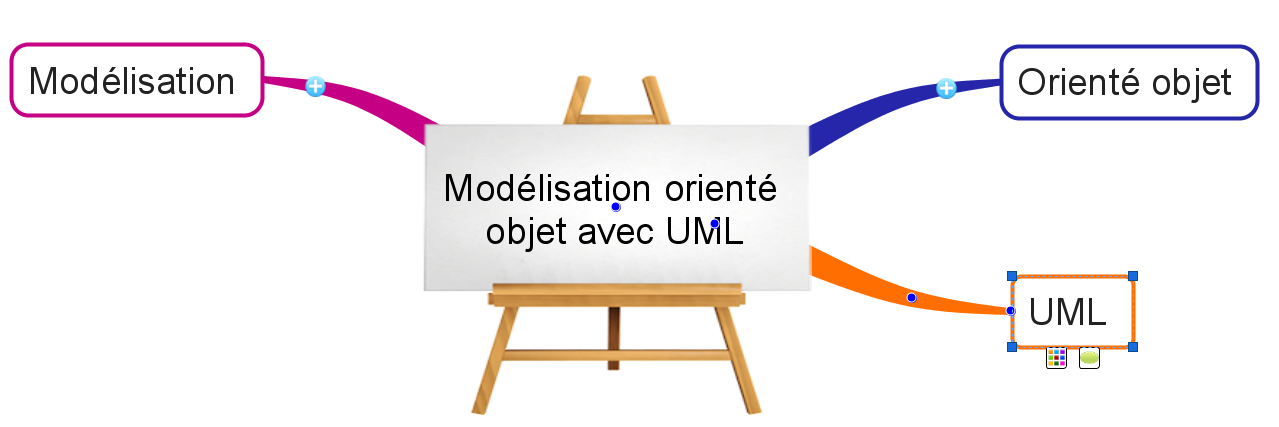 Modélisation
Orienté objet
Modélisation orienté
objet avec UML
UML